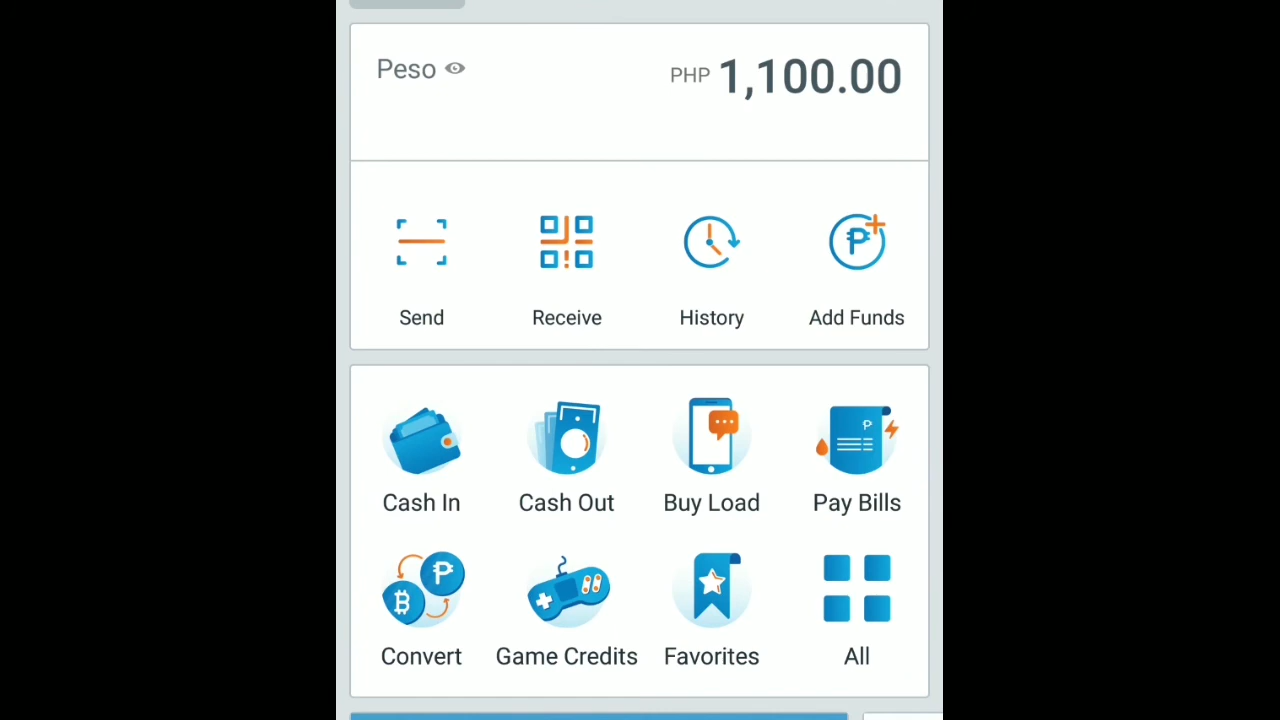 Peso PHP 1,100.00
Send Receive History Add Funds
Cash In Cash Out Buy Load Pay Bills
Convert Game Credits Favorites All